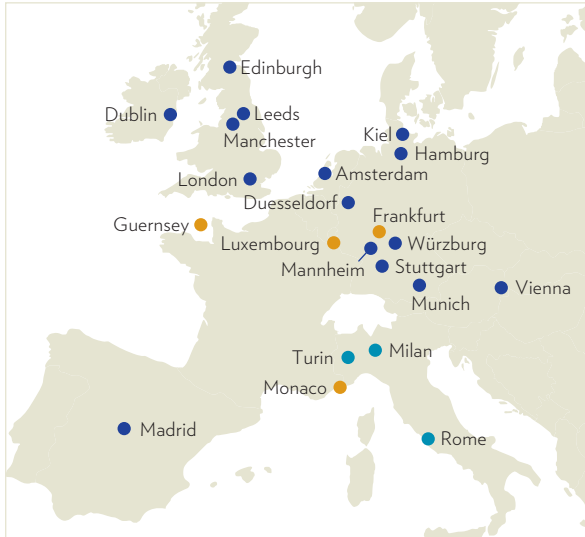 Edinburgh
Dublin
Leeds
Manchester
Kiel
Hamburg
London
Amsterdam
Duesseldorf
Guernsey
Frankfurt
Luxembourg
Würzburg
Mannheim
Stuttgart
Munich
Vienna
Turin
Milan
Monaco
Madrid
Rome